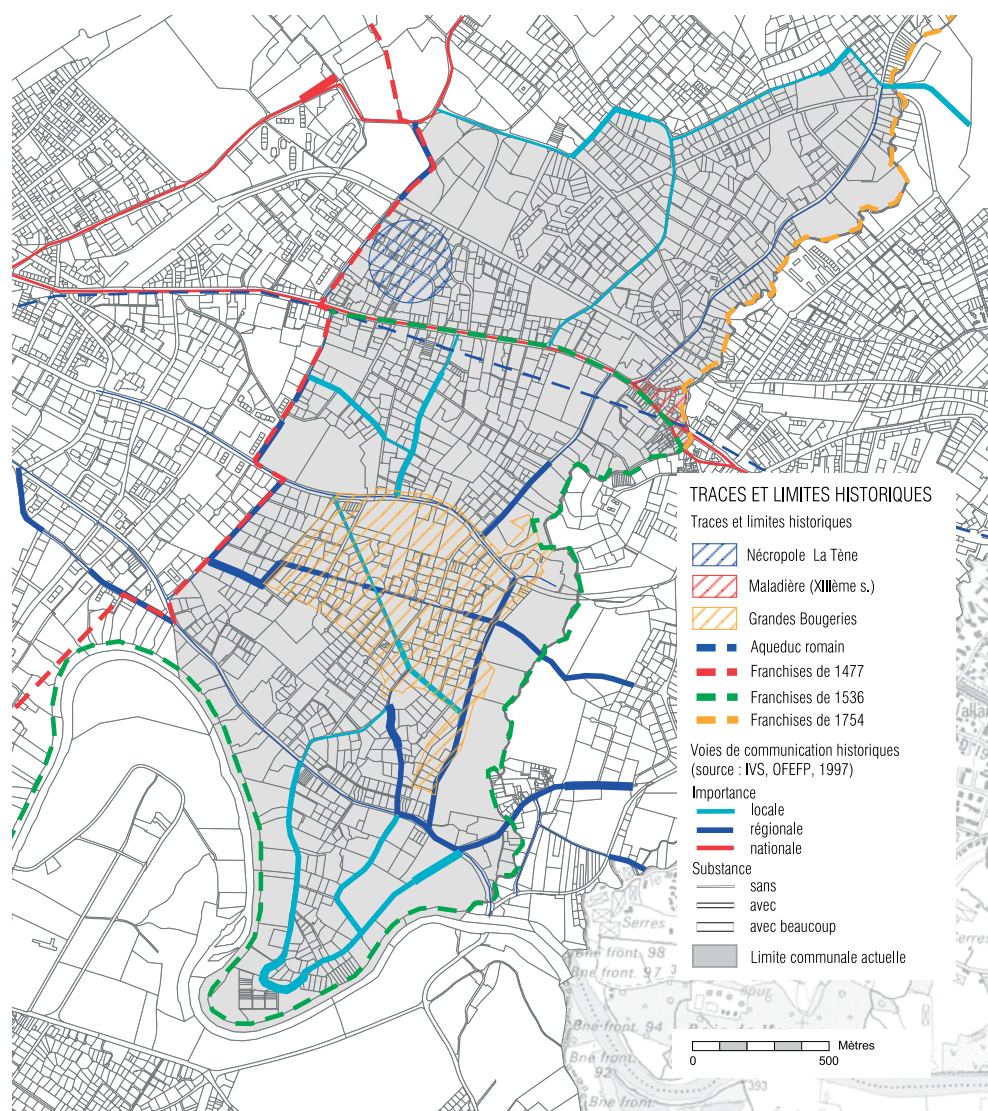 TRACES ET LIMITES HISTORIQUES
Traces et limites historiques
Nécropole La Tène
Maladière (XIIIème s.)
Grandes Bougeries
Aqueduc romain
Franchises de 1477
Franchises de 1536
Franchises de 1754
Voies de communication historiques
(source : IVS, OFEFP, 1997)
Importance
locale
régionale
nationale
Substance
sans
avec
avec beaucoup
Limite communale actuelle
Serres
Bne front. 98
Bne front. 97
Bne front. 94
Bne front.
92
393
Mètres
0 500